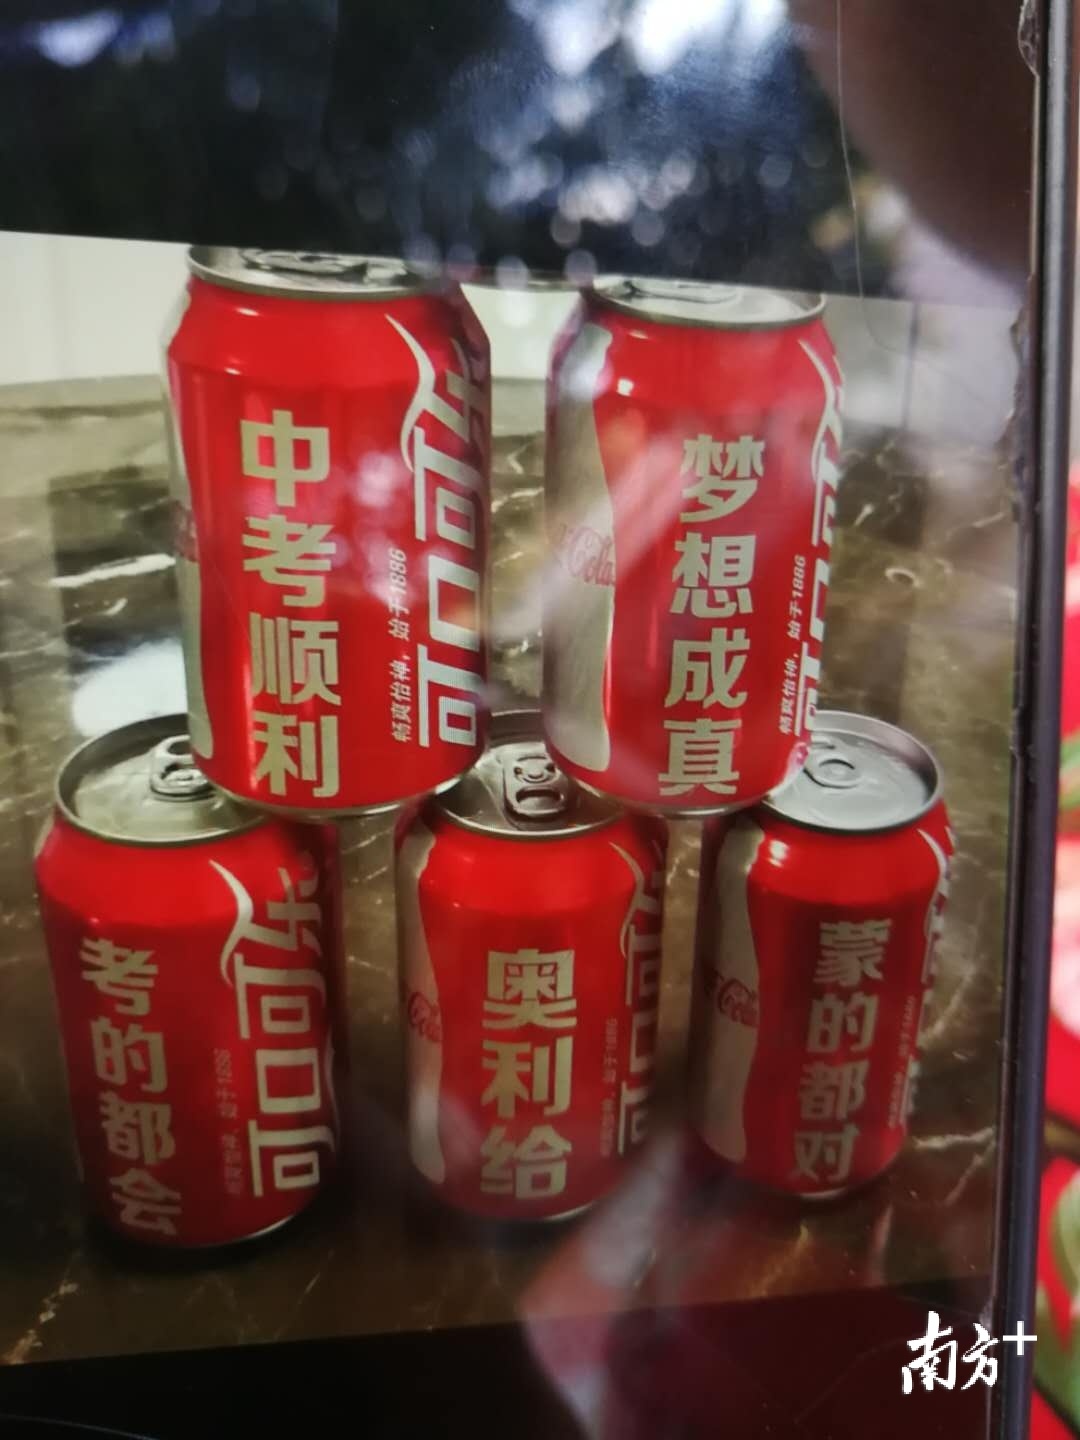 中考顺利
畅爽怡神，始于1886
可口可乐
梦想成真
Cola
畅爽怡神，始于1886
可口可乐
考的都会
可口可乐
奥利给
Cola
可口可乐
蒙的都对
Cola
南方+